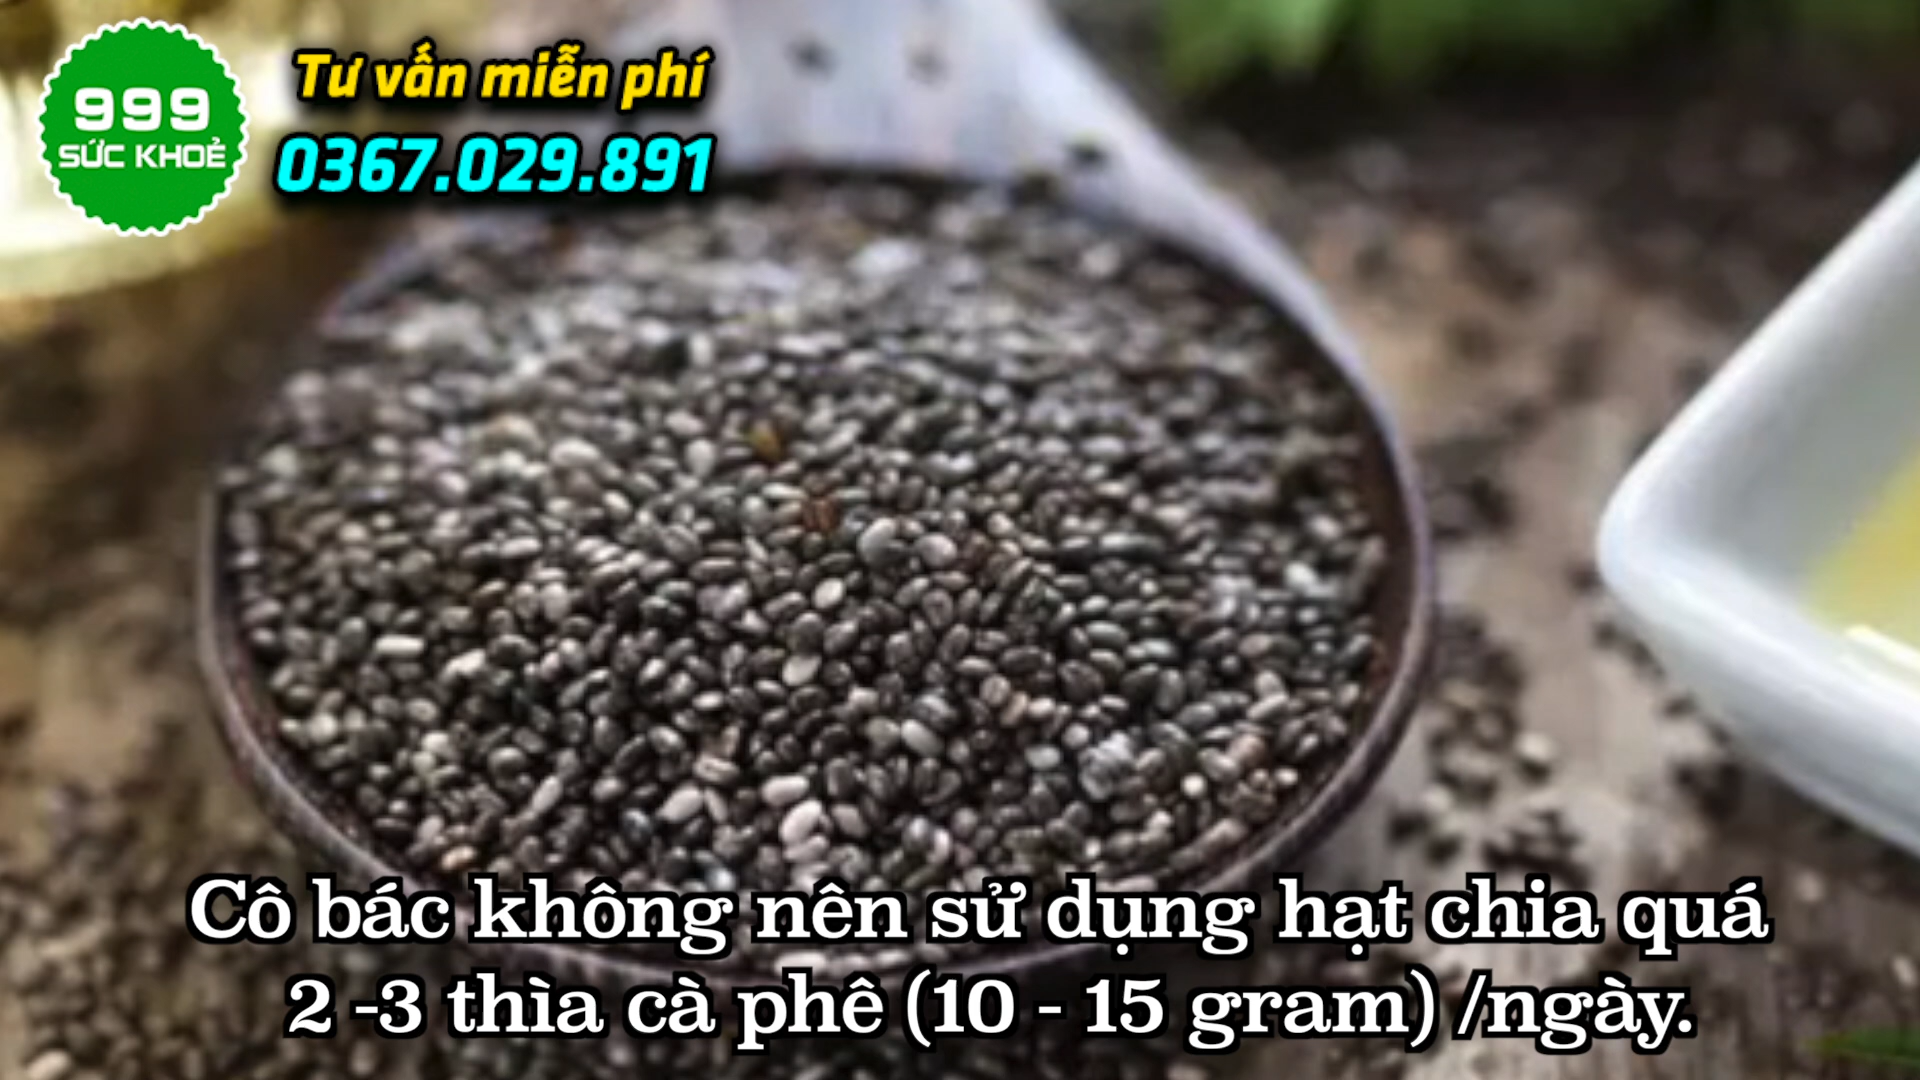 999
SỨC KHOẺ
Tư vấn miễn phí
0367.029.891
Cô bác không nên sử dụng hạt chia quá
2 -3 thìa cà phê (10 - 15 gram) /ngày.